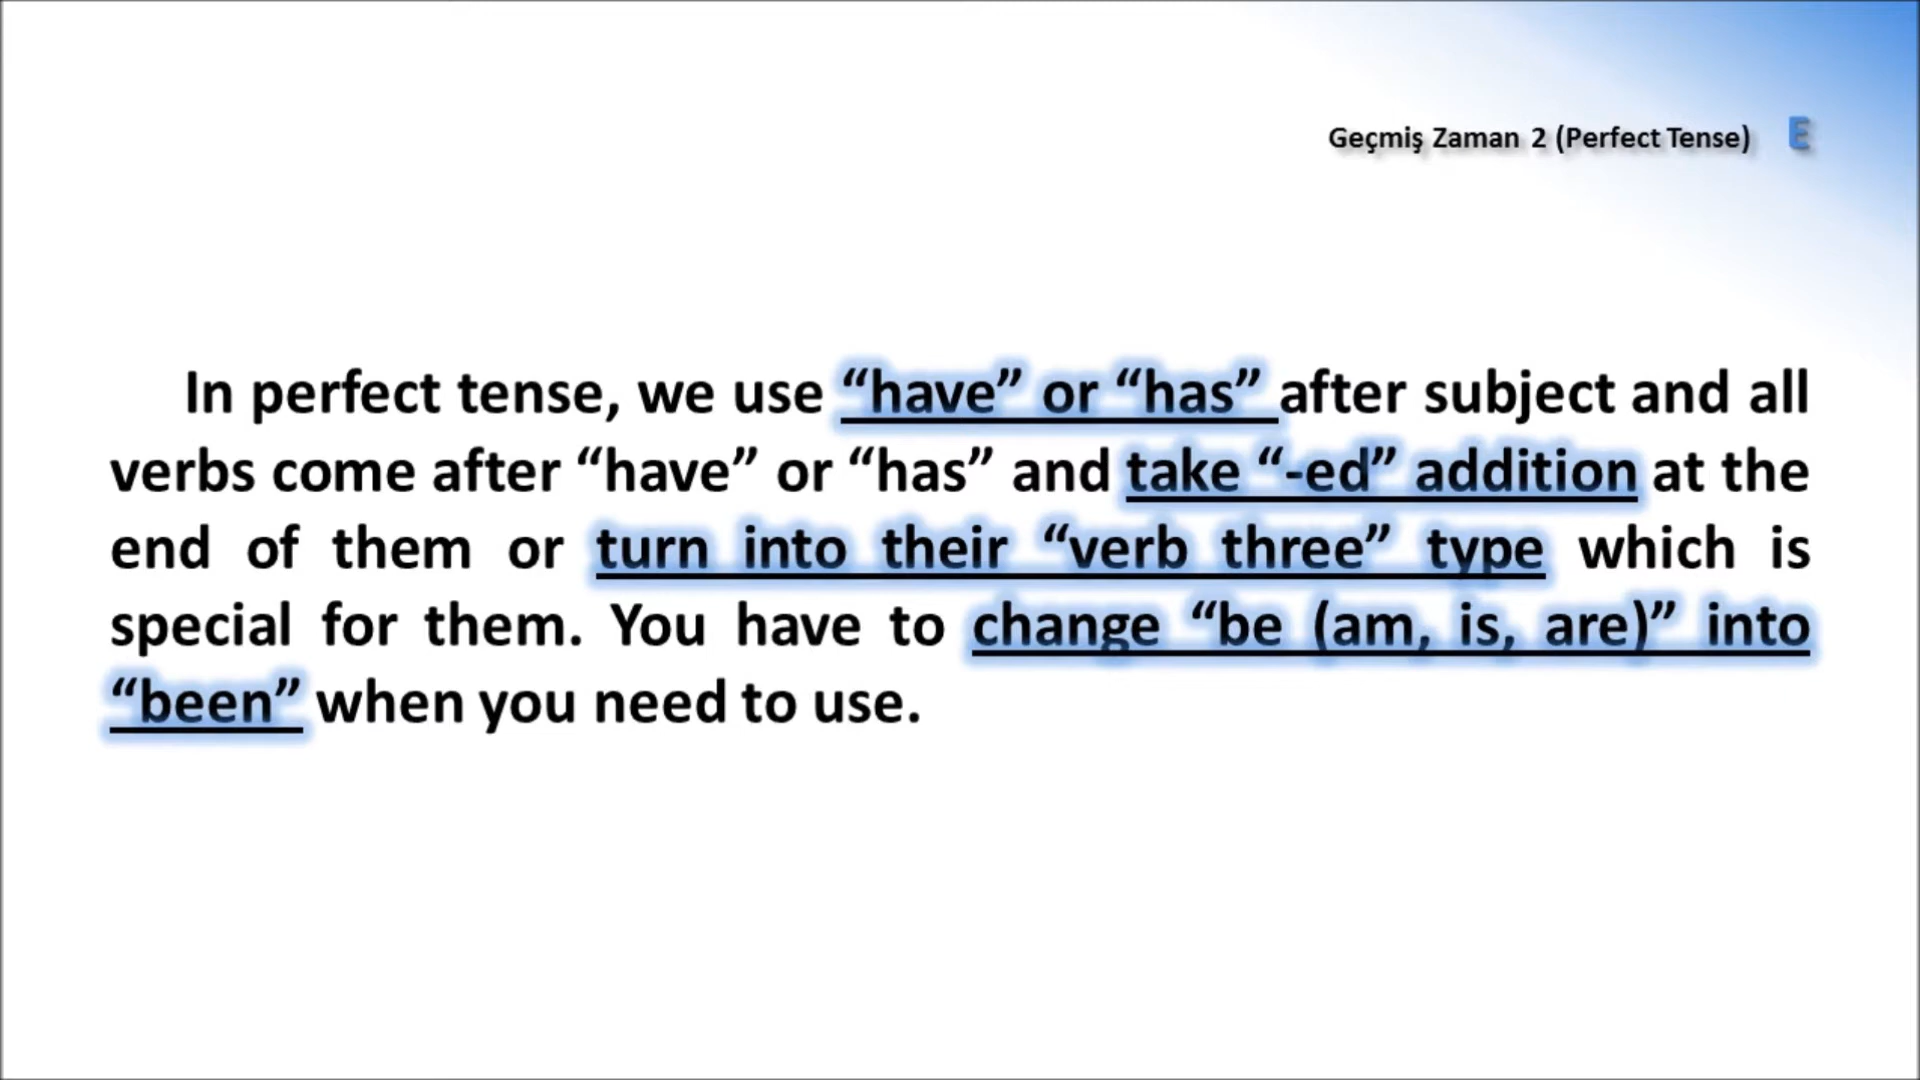 Geçmiş Zaman 2 (Perfect Tense) E
In perfect tense, we use “have” or “has” after subject and all
verbs come after “have” or “has” and take “-ed” addition at the
end of them or turn into their “verb three” type which is
special for them. You have to change “be (am, is, are)” into
“been” when you need to use.